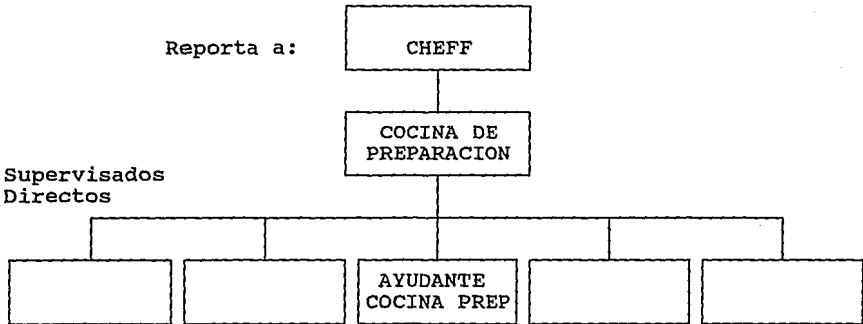 Reporta a: CHEFF
COCINA DE
PREPARACION
Supervisados
Directos
AYUDANTE
COCINA PREP